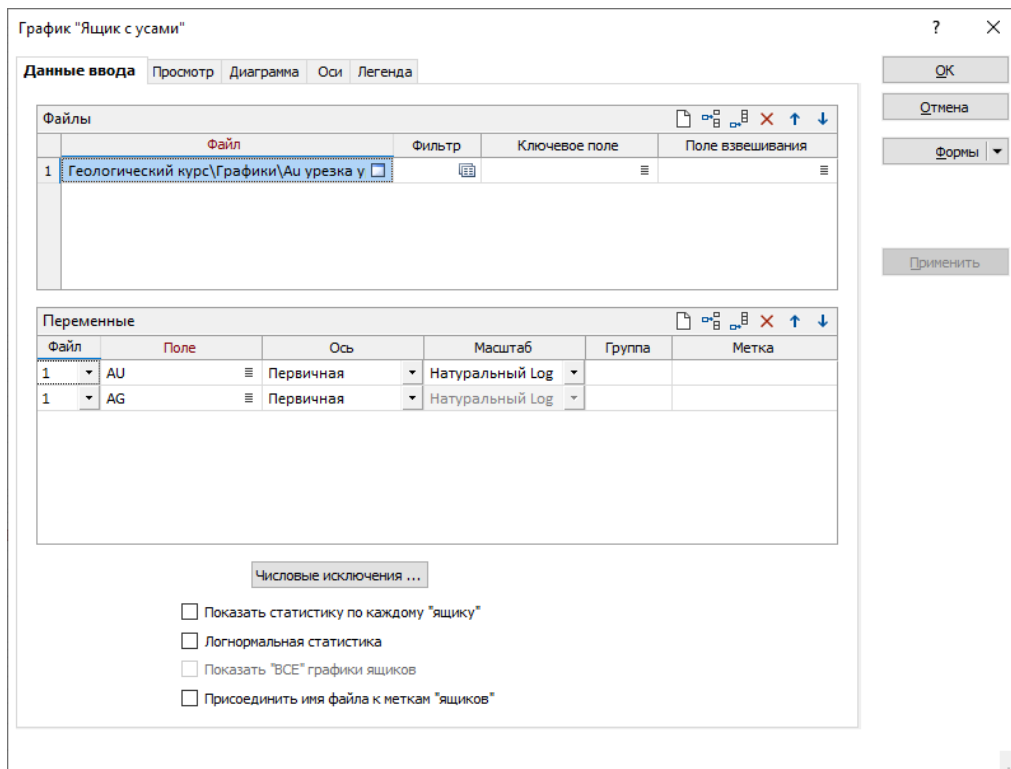 График "Ящик с усами" ?
Данные ввода Просмотр Диаграмма Оси Легенда
OK
Отмена
Формы
Применить
Файлы
Файл Фильтр Ключевое поле Поле взвешивания
1 Геологический курс\Графики\Au урезка у
Переменные
Файл Поле Ось Масштаб Группа Метка
1 AU Первичная Натуральный Log
1 AG Первичная Натуральный Log
Числовые исключения ...
Показать статистику по каждому "ящику"
Логнормальная статистика
Показать "ВСЕ" графики ящиков
Присоединить имя файла к меткам "ящиков"